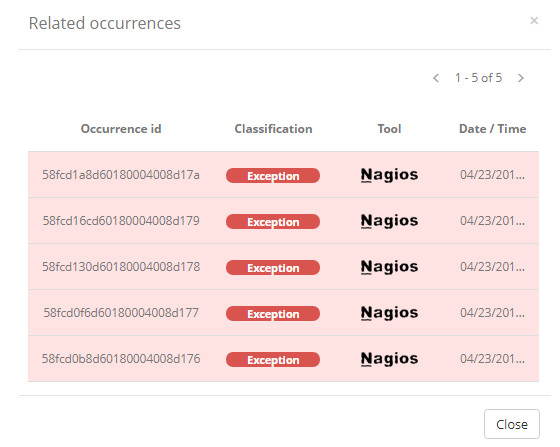 Related occurrences ×
< 1 - 5 of 5 >
Occurrence id Classification Tool Date / Time
58fcd1a8d60180004008d17a Exception Nagios 04/23/201...
58fcd16cd60180004008d179 Exception Nagios 04/23/201...
58fcd130d60180004008d178 Exception Nagios 04/23/201...
58fcd0f6d60180004008d177 Exception Nagios 04/23/201...
58fcd0b8d60180004008d176 Exception Nagios 04/23/201...
Close